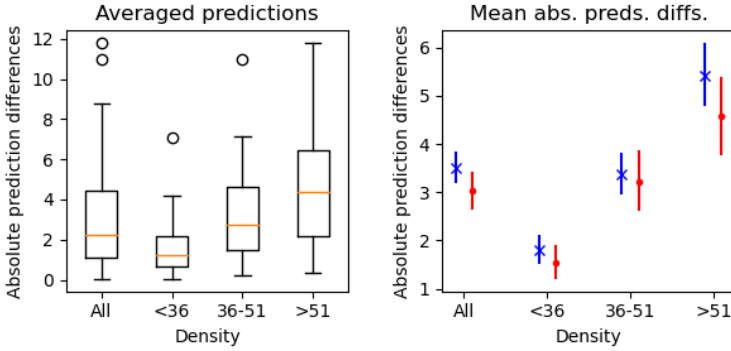 Averaged predictions
Absolute prediction differences
12
10
8
6
4
2
0
All <36 36-51 >51
Density
Mean abs. preds. diffs.
Absolute prediction differences
6
5
4
3
2
1
All <36 36-51 >51
Density